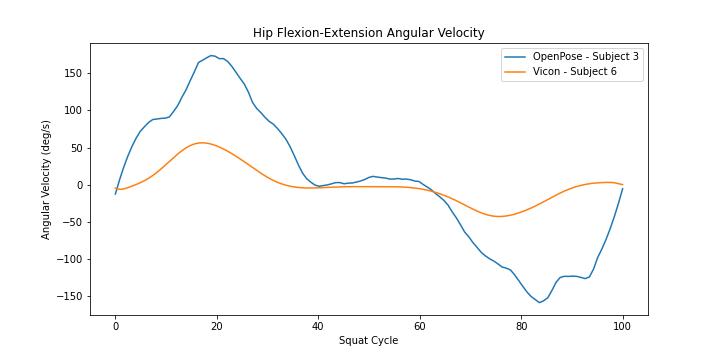 Hip Flexion-Extension Angular Velocity
OpenPose - Subject 3
Vicon - Subject 6
Angular Velocity (deg/s)
150
100
50
0
−50
−100
−150
0 20 40 60 80 100
Squat Cycle